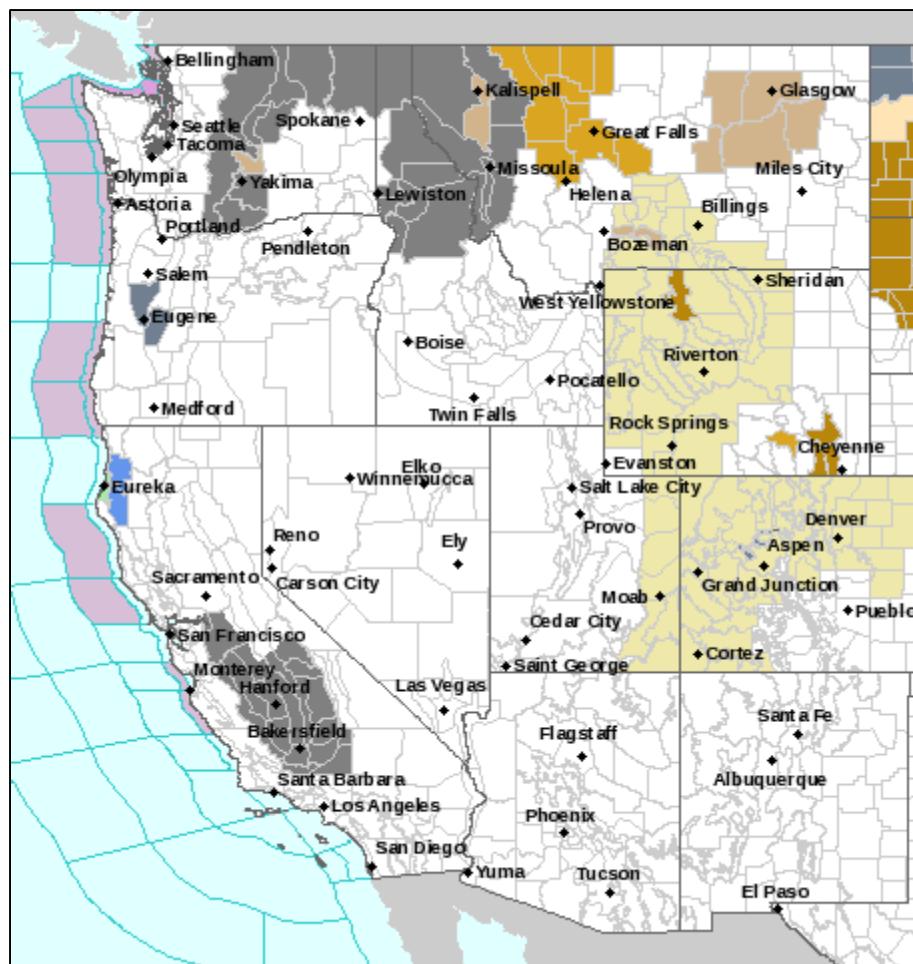 Bellingham
Kalispell
Glasgow
Spokane
Seattle
Great Falls
Tacoma
Missoula
Olympia
Miles City
Yakima
Lewiston
Helena
Astoria
Billings
Portland
Pendleton
Bozeman
Salem
Sheridan
West Yellowstone
Eugene
Boise
Riverton
Pocatello
Medford
Twin Falls
Rock Springs
Cheyenne
Elko
Evanston
Winnemucca
Eureka
Salt Lake City
Denver
Provo
Reno
Ely
Aspen
Sacramento
Carson City
Grand Junction
Moab
Pueblo
Cedar City
San Francisco
Cortez
Saint George
Monterey
Hanford
Las Vegas
Santa Fe
Bakersfield
Flagstaff
Albuquerque
Santa Barbara
Los Angeles
Phoenix
San Diego
Yuma
Tucson
El Paso